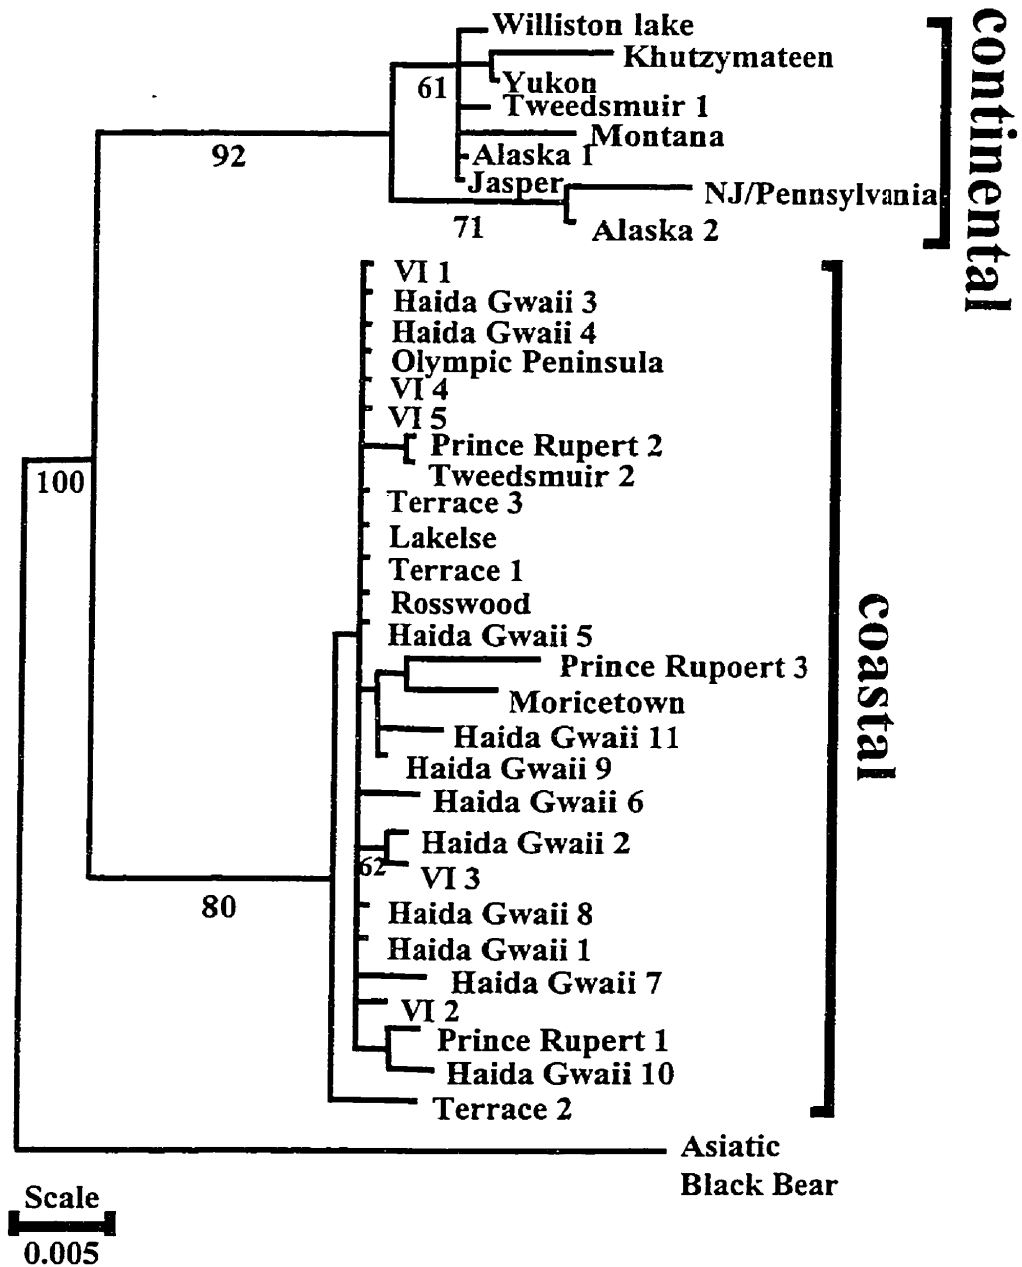 Williston lake
Khutzymateen
61
Yukon
Tweedsmuir 1
Montana
92
Alaska 1
Jasper
NJ/Pennsylvania
71
Alaska 2
continental
VI 1
Haida Gwaii 3
Haida Gwaii 4
Olympic Peninsula
VI 4
VI 5
Prince Rupert 2
Tweedsmuir 2
100
Terrace 3
Lakelse
Terrace 1
Rosswood
Haida Gwaii 5
Prince Rupoert 3
Moricetown
Haida Gwaii 11
Haida Gwaii 9
Haida Gwaii 6
coastal
Haida Gwaii 2
62
VI 3
80
Haida Gwaii 8
Haida Gwaii 1
Haida Gwaii 7
VI 2
Prince Rupert 1
Haida Gwaii 10
Terrace 2
Asiatic
Black Bear
Scale
0.005